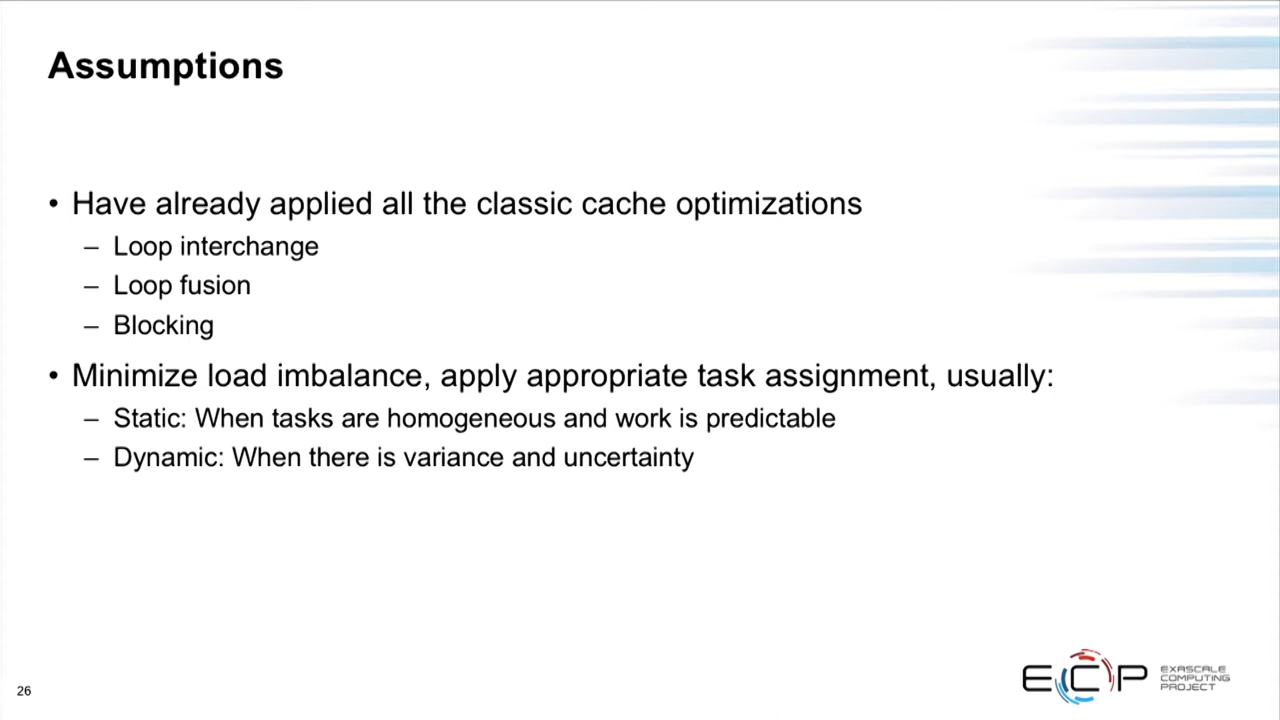 Assumptions
• Have already applied all the classic cache optimizations
– Loop interchange
– Loop fusion
– Blocking
• Minimize load imbalance, apply appropriate task assignment, usually:
– Static: When tasks are homogeneous and work is predictable
– Dynamic: When there is variance and uncertainty
26
ECP
EXASCALE
COMPUTING
PROJECT